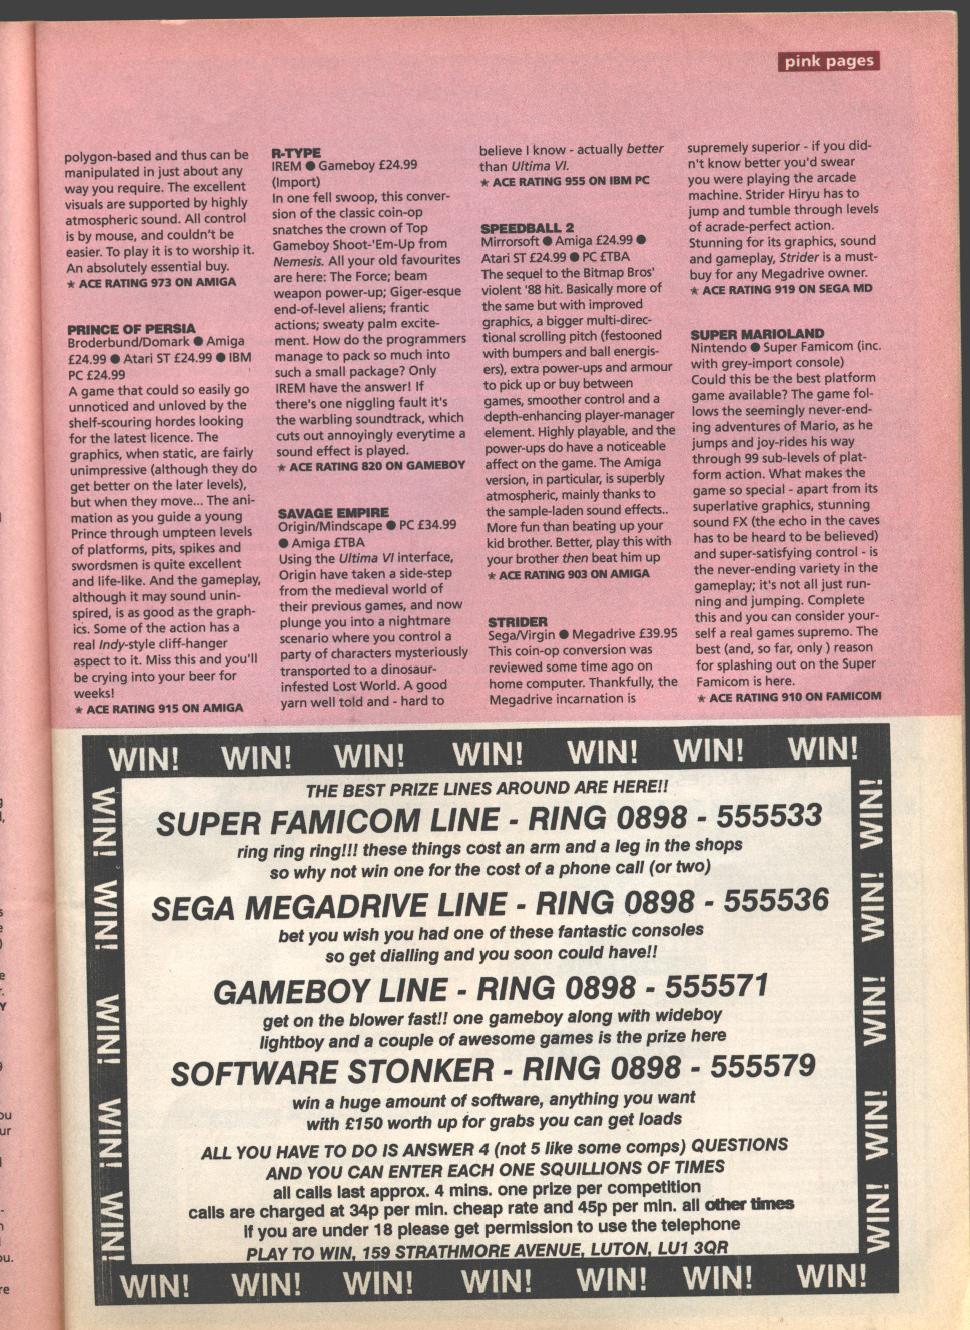 pink pages
polygon-based and thus can be
manipulated in just about any
way you require. The excellent
visuals are supported by highly
atmospheric sound. All control
is by mouse, and couldn't be
easier. To play it is to worship it.
An absolutely essential buy.
★ ACE RATING 973 ON AMIGA
PRINCE OF PERSIA
Broderbund/Domark ● Amiga
£24.99 ● Atari ST £24.99 ● IBM
PC £24.99
A game that could so easily go
unnoticed and unloved by the
shelf-scouring hordes looking
for the latest licence. The
graphics, when static, are fairly
unimpressive (although they do
get better on the later levels),
but when they move... The ani-
mation as you guide a young
Prince through umpteen levels
of platforms, pits, spikes and
swordsmen is quite excellent
and life-like. And the gameplay,
although it may sound unin-
spired, is as good as the graph-
ics. Some of the action has a
real Indy-style cliff-hanger
aspect to it. Miss this and you'll
be crying into your beer for
weeks!
★ ACE RATING 915 ON AMIGA
R-TYPE
IREM ● Gameboy £24.99
(Import)
In one fell swoop, this conver-
sion of the classic coin-op
snatches the crown of Top
Gameboy Shoot-'Em-Up from
Nemesis. All your old favourites
are here: The Force; beam
weapon power-up; Giger-esque
end-of-level aliens; frantic
actions; sweaty palm excite-
ment. How do the programmers
manage to pack so much into
such a small package? Only
IREM have the answer! If
there's one niggling fault it's
the warbling soundtrack, which
cuts out annoyingly everytime a
sound effect is played.
★ ACE RATING 820 ON GAMEBOY
SAVAGE EMPIRE
Origin/Mindscape ● PC £34.99
● Amiga £TBA
Using the Ultima VI interface,
Origin have taken a side-step
from the medieval world of
their previous games, and now
plunge you into a nightmare
scenario where you control a
party of characters mysteriously
transported to a dinosaur-
infested Lost World. A good
yarn well told and - hard to
believe I know - actually better
than Ultima VI.
★ ACE RATING 955 ON IBM PC
SPEEDBALL 2
Mirrorsoft ● Amiga £24.99 ●
Atari ST £24.99 ● PC £TBA
The sequel to the Bitmap Bros'
violent '88 hit. Basically more of
the same but with improved
graphics, a bigger multi-direc-
tional scrolling pitch (festooned
with bumpers and ball energis-
ers), extra power-ups and armour
to pick up or buy between
games, smoother control and a
depth-enhancing player-manager
element. Highly playable, and the
power-ups do have a noticeable
affect on the game. The Amiga
version, in particular, is superbly
atmospheric, mainly thanks to
the sample-laden sound effects..
More fun than beating up your
kid brother. Better, play this with
your brother then beat him up
★ ACE RATING 903 ON AMIGA
STRIDER
Sega/Virgin ● Megadrive £39.95
This coin-op conversion was
reviewed some time ago on
home computer. Thankfully, the
Megadrive incarnation is
supremely superior - if you did-
n't know better you'd swear
you were playing the arcade
machine. Strider Hiryu has to
jump and tumble through levels
of acrade-perfect action.
Stunning for its graphics, sound
and gameplay, Strider is a must-
buy for any Megadrive owner.
★ ACE RATING 919 ON SEGA MD
SUPER MARIOLAND
Nintendo ● Super Famicom (inc.
with grey-import console)
Could this be the best platform
game available? The game fol-
lows the seemingly never-end-
ing adventures of Mario, as he
jumps and joy-rides his way
through 99 sub-levels of plat-
form action. What makes the
game so special - apart from its
superlative graphics, stunning
sound FX (the echo in the caves
has to be heard to be believed)
and super-satisfying control - is
the never-ending variety in the
gameplay; it's not all just run-
ning and jumping. Complete
this and you can consider your-
self a real games supremo. The
best (and, so far, only ) reason
for splashing out on the Super
Famicom is here.
★ ACE RATING 910 ON FAMICOM
WIN! WIN! WIN! WIN! WIN! WIN! WIN!
WIN! WIN! WIN! WIN! WIN!
THE BEST PRIZE LINES AROUND ARE HERE!!
SUPER FAMICOM LINE - RING 0898 - 555533
ring ring ring!!! these things cost an arm and a leg in the shops
so why not win one for the cost of a phone call (or two)
SEGA MEGADRIVE LINE - RING 0898 - 555536
bet you wish you had one of these fantastic consoles
so get dialling and you soon could have!!
GAMEBOY LINE - RING 0898 - 555571
get on the blower fast!! one gameboy along with wideboy
lightboy and a couple of awesome games is the prize here
SOFTWARE STONKER - RING 0898 - 555579
win a huge amount of software, anything you want
with £150 worth up for grabs you can get loads
ALL YOU HAVE TO DO IS ANSWER 4 (not 5 like some comps) QUESTIONS
AND YOU CAN ENTER EACH ONE SQUILLIONS OF TIMES
all calls last approx. 4 mins. one prize per competition
calls are charged at 34p per min. cheap rate and 45p per min. all other times
if you are under 18 please get permission to use the telephone
PLAY TO WIN, 159 STRATHMORE AVENUE, LUTON, LU1 3QR
WIN! WIN! WIN! WIN! WIN!
WIN! WIN! WIN! WIN! WIN! WIN! WIN!